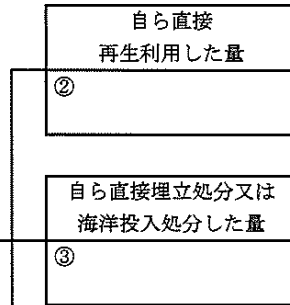 自ら直接
再生利用した量
②
自ら直接埋立処分又は
海洋投入処分した量
③